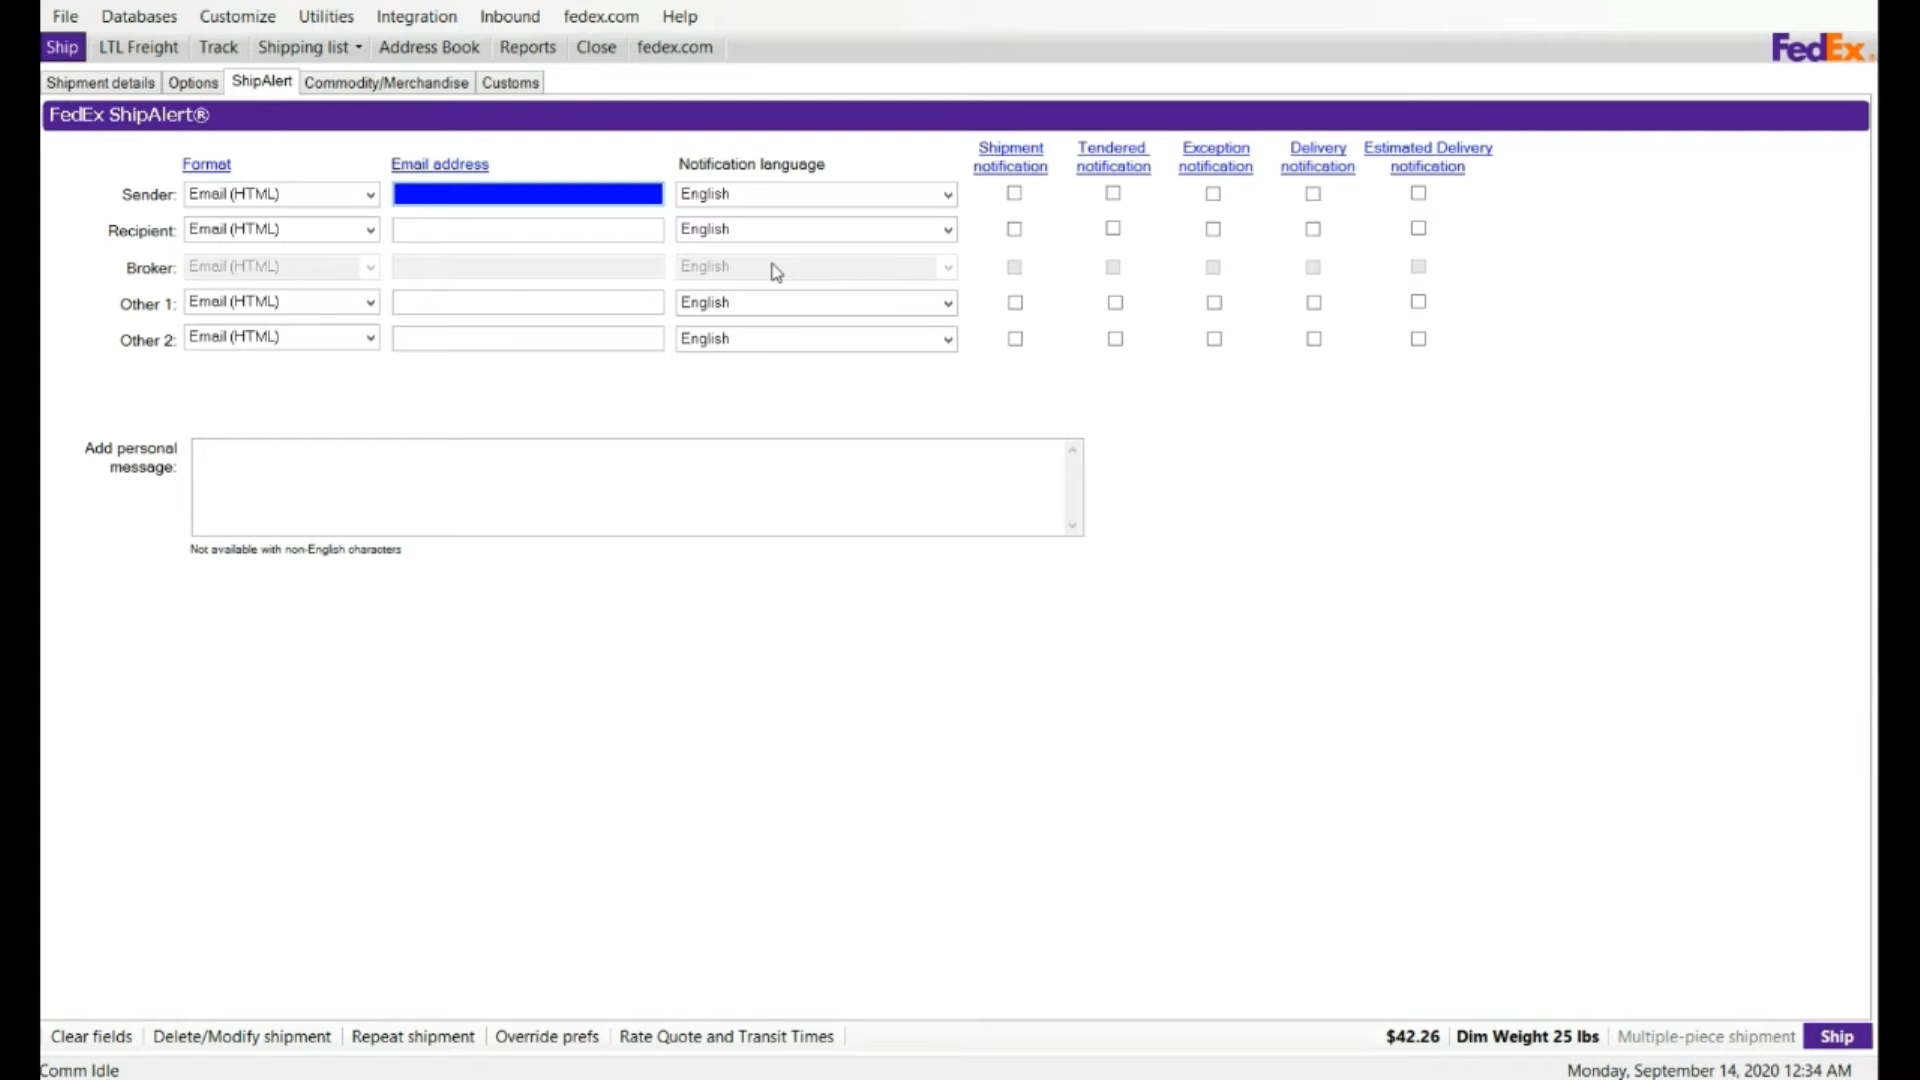 File Databases Customize Utilities Integration Inbound fedex.com Help
Ship LTL Freight Track Shipping list Address Book Reports Close fedex.com FedEx
Shipment details Options ShipAlert Commodity/Merchandise Customs
FedEx ShipAlert®
Format Email address Notification language Shipment notification Tendered notification Exception notification Delivery notification Estimated Delivery notification
Sender: Email (HTML) English
Recipient: Email (HTML) English
Broker: Email (HTML) English
Other 1: Email (HTML) English
Other 2: Email (HTML) English
Add personal
message:
Not available with non-English characters
Clear fields Delete/Modify shipment Repeat shipment Override prefs Rate Quote and Transit Times $42.26 Dim Weight 25 lbs Multiple-piece shipment Ship
Comm Idle Monday, September 14, 2020 12:34 AM